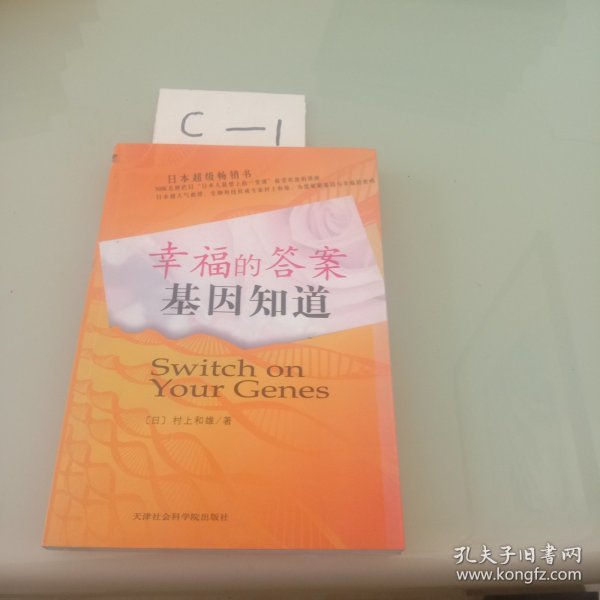 C—1
日本超级畅销书
幸福的答案
基因知道
Switch on
Your Genes
〔日〕村上和雄/著
天津社会科学院出版社
孔夫子旧书网
www.kongfz.com